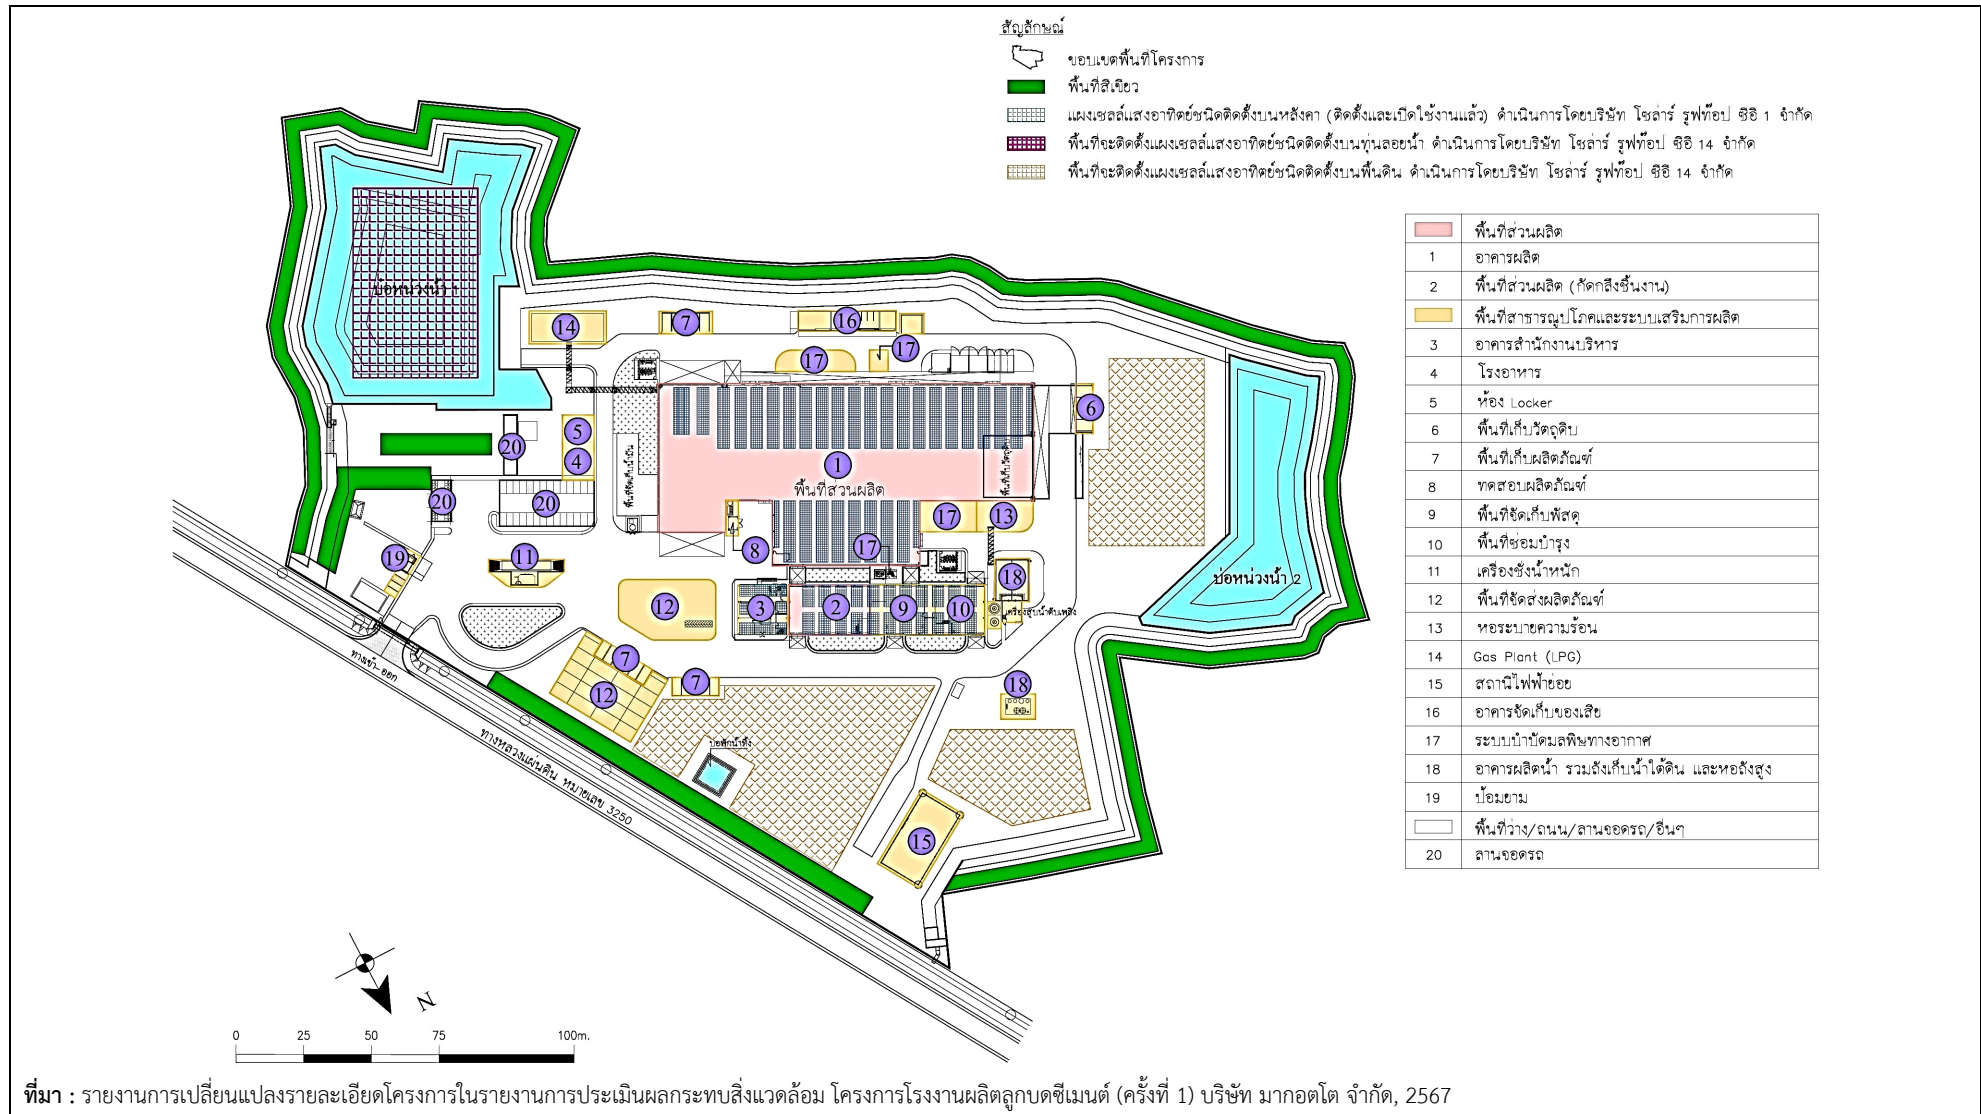 สัญลักษณ์
ขอบเขตพื้นที่โครงการ
พื้นที่สีเขียว
แผงเซลล์แสงอาทิตย์ชนิดติดตั้งบนหลังคา (ติดตั้งและเปิดใช้งานแล้ว) ดำเนินการโดยบริษัท โซล่าร์ รูฟท๊อป ซีอี 1 จำกัด
พื้นที่จะติดตั้งแผงเซลล์แสงอาทิตย์ชนิดติดตั้งบนทุ่นลอยน้ำ ดำเนินการโดยบริษัท โซล่าร์ รูฟท๊อป ซีอี 14 จำกัด
พื้นที่จะติดตั้งแผงเซลล์แสงอาทิตย์ชนิดติดตั้งบนพื้นดิน ดำเนินการโดยบริษัท โซล่าร์ รูฟท๊อป ซีอี 14 จำกัด
พื้นที่ส่วนผลิต
1 อาคารผลิต
2 พื้นที่ส่วนผลิต (กัดกลึงชิ้นงาน)
พื้นที่สาธารณูปโภคและระบบเสริมการผลิต
3 อาคารสำนักงานบริหาร
4 โรงอาหาร
5 ห้อง Locker
6 พื้นที่เก็บวัตถุดิบ
7 พื้นที่เก็บผลิตภัณฑ์
8 ทดสอบผลิตภัณฑ์
9 พื้นที่จัดเก็บพัสดุ
10 พื้นที่ซ่อมบำรุง
11 เครื่องชั่งน้ำหนัก
12 พื้นที่จัดส่งผลิตภัณฑ์
13 หอระบายความร้อน
14 Gas Plant (LPG)
15 สถานีไฟฟ้าย่อย
16 อาคารจัดเก็บของเสีย
17 ระบบบำบัดมลพิษทางอากาศ
18 อาคารผลิตน้ำ รวมถังเก็บน้ำใต้ดิน และหอถังสูง
19 ป้อมยาม
พื้นที่ว่าง/ถนน/ลานจอดรถ/อื่นๆ
20 ลานจอดรถ
บ่อหน่วงน้ำ 1
14
7
16
17
17
6
5
4
20
20
20
พื้นที่จัดเก็บน้ำมัน
1
พื้นที่ส่วนผลิต
พื้นที่เก็บวัตถุดิบ
17
13
8
17
19
11
18
12
3
2
9
10
เครื่องสูบน้ำดับเพลิง
บ่อหน่วงน้ำ 2
7
12
7
18
บ่อพักน้ำทิ้ง
15
ทางเข้า-ออก
ทางหลวงแผ่นดิน หมายเลข 3250
N
0 25 50 75 100m.
ที่มา : รายงานการเปลี่ยนแปลงรายละเอียดโครงการในรายงานการประเมินผลกระทบสิ่งแวดล้อม โครงการโรงงานผลิตลูกบดซีเมนต์ (ครั้งที่ 1) บริษัท มากอตโต จำกัด, 2567